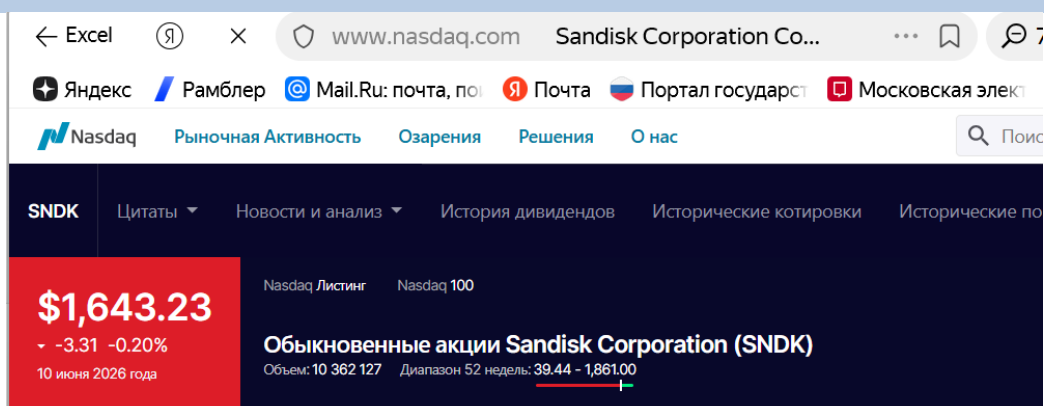 ← Excel Я × www.nasdaq.com Sandisk Corporation Co... ... 7
Яндекс Рамблер Mail.Ru: почта, пои Я Почта Портал государст Московская элект
Nasdaq Рыночная Активность Озарения Решения О нас Поис
SNDK Цитаты Новости и анализ История дивидендов Исторические котировки Исторические по
Nasdaq Листинг Nasdaq 100
$1,643.23
-3.31 -0.20%
Обыкновенные акции Sandisk Corporation (SNDK)
10 июня 2026 года
Объем: 10 362 127 Диапазон 52 недель: 39.44 - 1,861.00